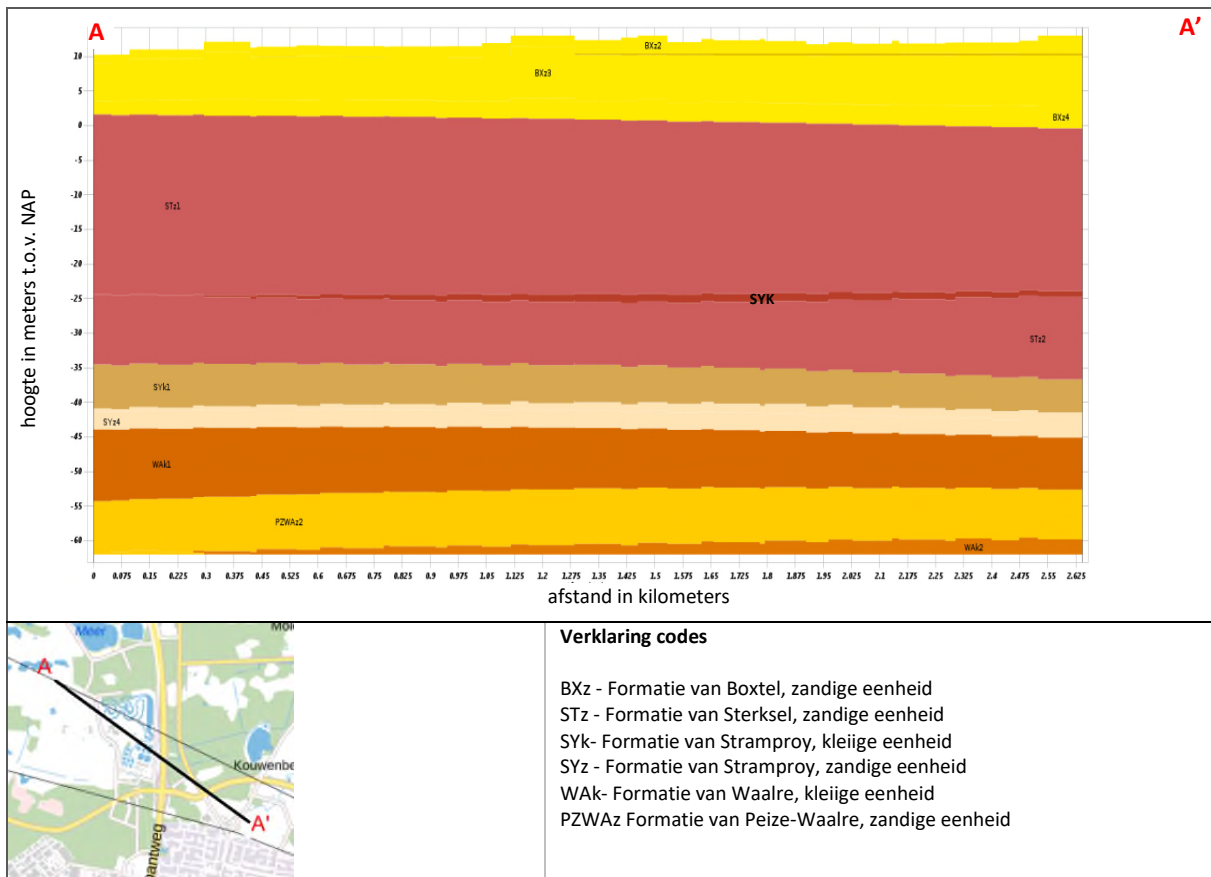 A
A'
10
5
0
-5
-10
-15
-20
-25
-30
-35
-40
-45
-50
-55
-60
hoogte in meters t.o.v. NAP
BXz2
BXz3
BXz4
STz1
SYK
STz2
SYk1
SYz4
WAk1
PZWAz2
WAk2
0 0.075 0.15 0.225 0.3 0.375 0.45 0.525 0.6 0.675 0.75 0.825 0.9 0.975 1.05 1.125 1.2 1.275 1.35 1.425 1.5 1.575 1.65 1.725 1.8 1.875 1.95 2.025 2.1 2.175 2.25 2.325 2.4 2.475 2.55 2.625
afstand in kilometers
Meer
A
Kouwenbe
A'
antweg
Verklaring codes
BXz - Formatie van Boxtel, zandige eenheid
STz - Formatie van Sterksel, zandige eenheid
SYk- Formatie van Stramproy, kleiige eenheid
SYz - Formatie van Stramproy, zandige eenheid
WAk- Formatie van Waalre, kleiige eenheid
PZWAz Formatie van Peize-Waalre, zandige eenheid